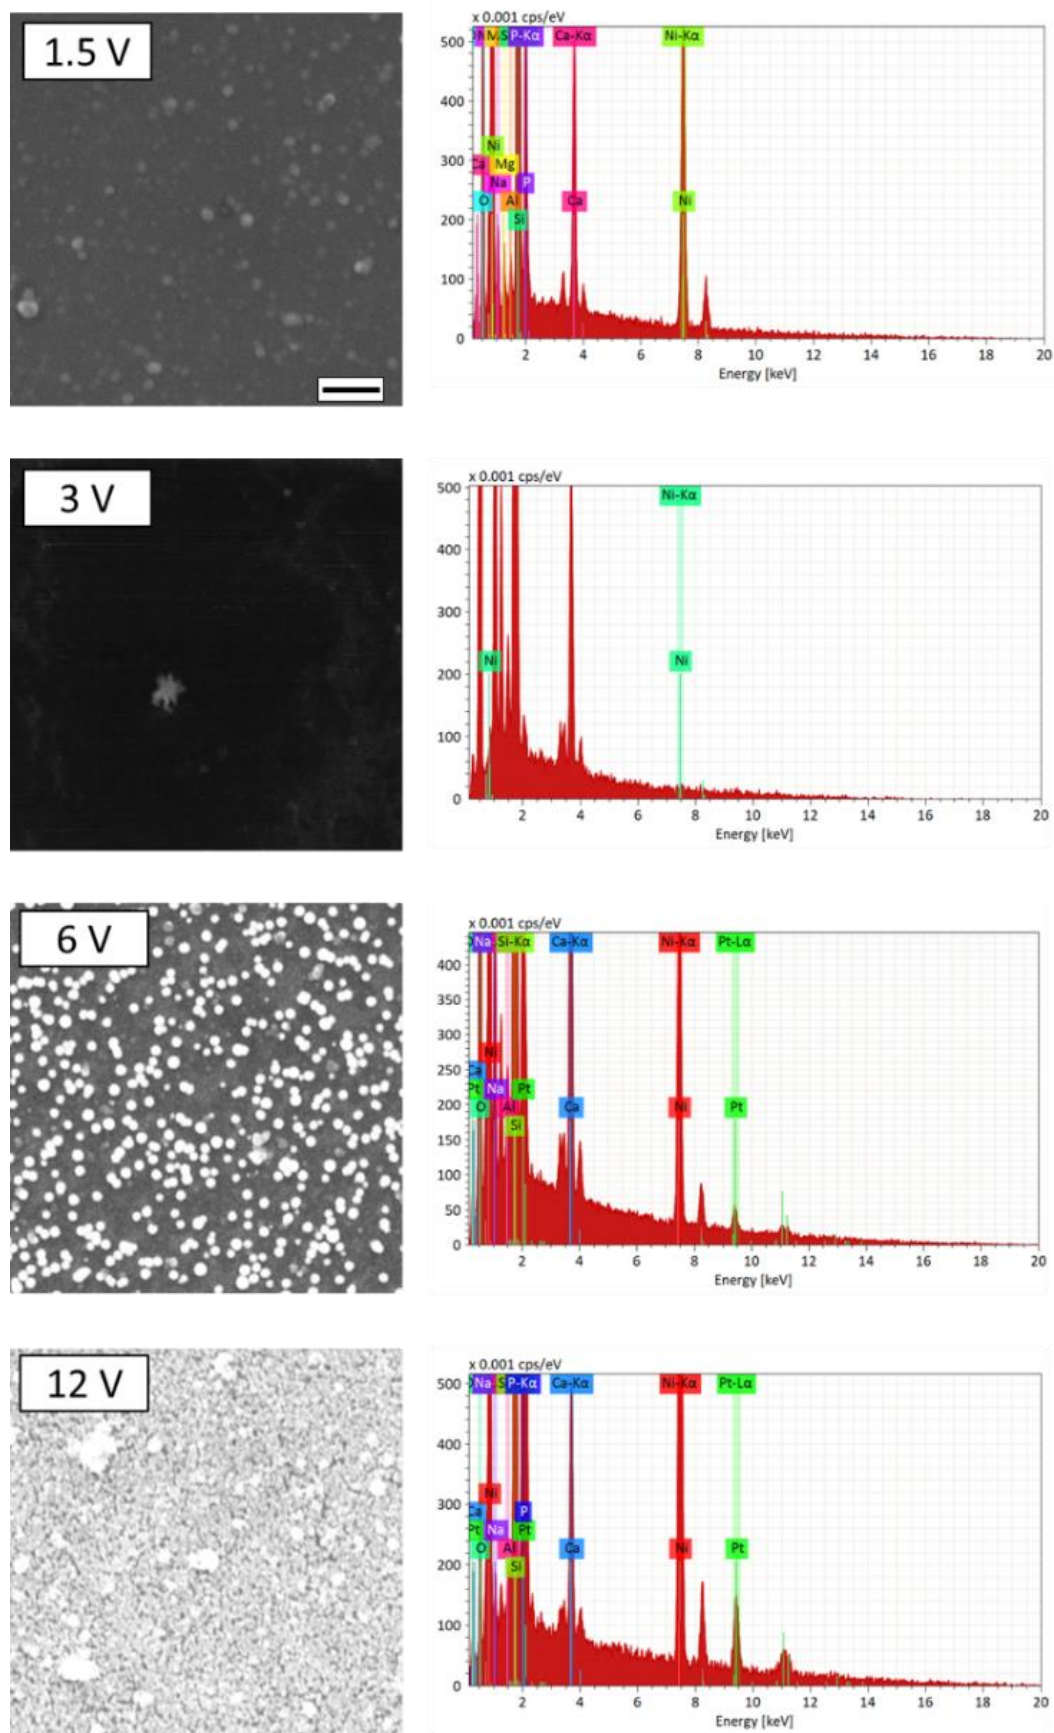 1.5 V
x 0.001 cps/eV
P-Kα Ca-Kα Ni-Kα
500
400
300
200
100
0
Ni
Ca Mg
Na P
O Al Ca Ni
Si
2 4 6 8 10 12 14 16 18 20
Energy [keV]
3 V
x 0.001 cps/eV
Ni-Kα
500
400
300
200
100
0
Ni Ni
2 4 6 8 10 12 14 16 18 20
Energy [keV]
6 V
x 0.001 cps/eV
Na Si-Kα Ca-Kα Ni-Kα Pt-Lα
400
350
300
250
200
150
100
50
0
Ni
Ca
Pt Na Pt
O Al Ca Ni Pt
Si
2 4 6 8 10 12 14 16 18 20
Energy [keV]
12 V
x 0.001 cps/eV
Na S P-Kα Ca-Kα Ni-Kα Pt-Lα
500
400
300
200
100
0
Ni
Ca P
Pt Na Pt
O Al Ca Ni Pt
Si
2 4 6 8 10 12 14 16 18 20
Energy [keV]